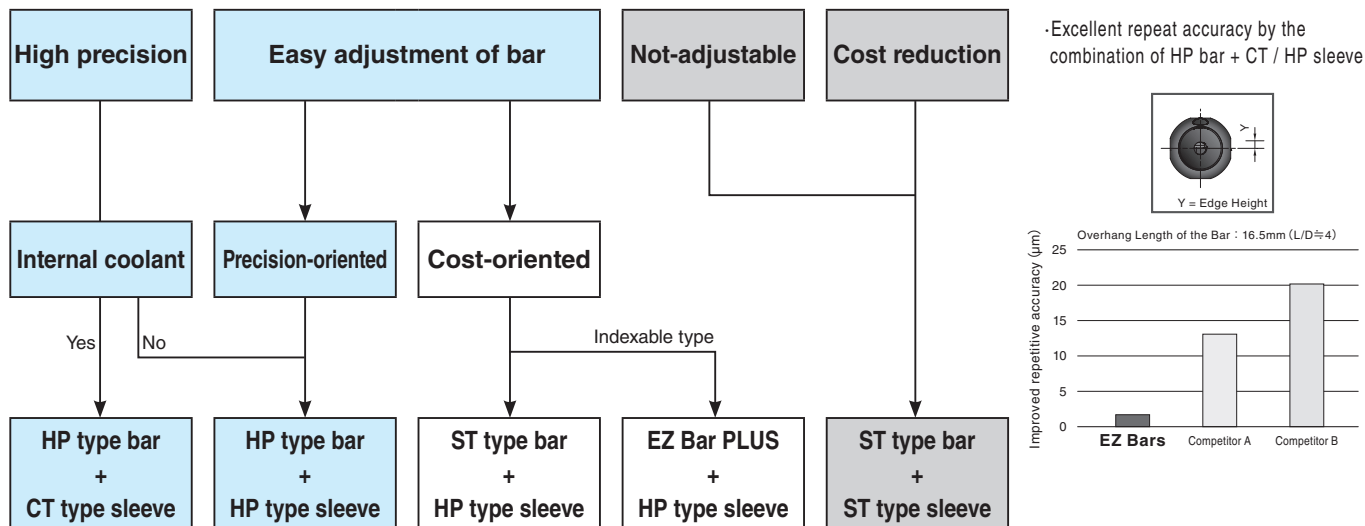 High precision
Easy adjustment of bar
Not-adjustable
Cost reduction
Internal coolant
Precision-oriented
Cost-oriented
Yes
No
Indexable type
HP type bar
+
CT type sleeve
HP type bar
+
HP type sleeve
ST type bar
+
HP type sleeve
EZ Bar PLUS
+
HP type sleeve
ST type bar
+
ST type sleeve
·Excellent repeat accuracy by the
combination of HP bar + CT / HP sleeve
Y
Y = Edge Height
Overhang Length of the Bar : 16.5mm (L/D≒4)
Improved repetitive accuracy (μm)
25
20
15
10
5
0
EZ Bars
Competitor A
Competitor B